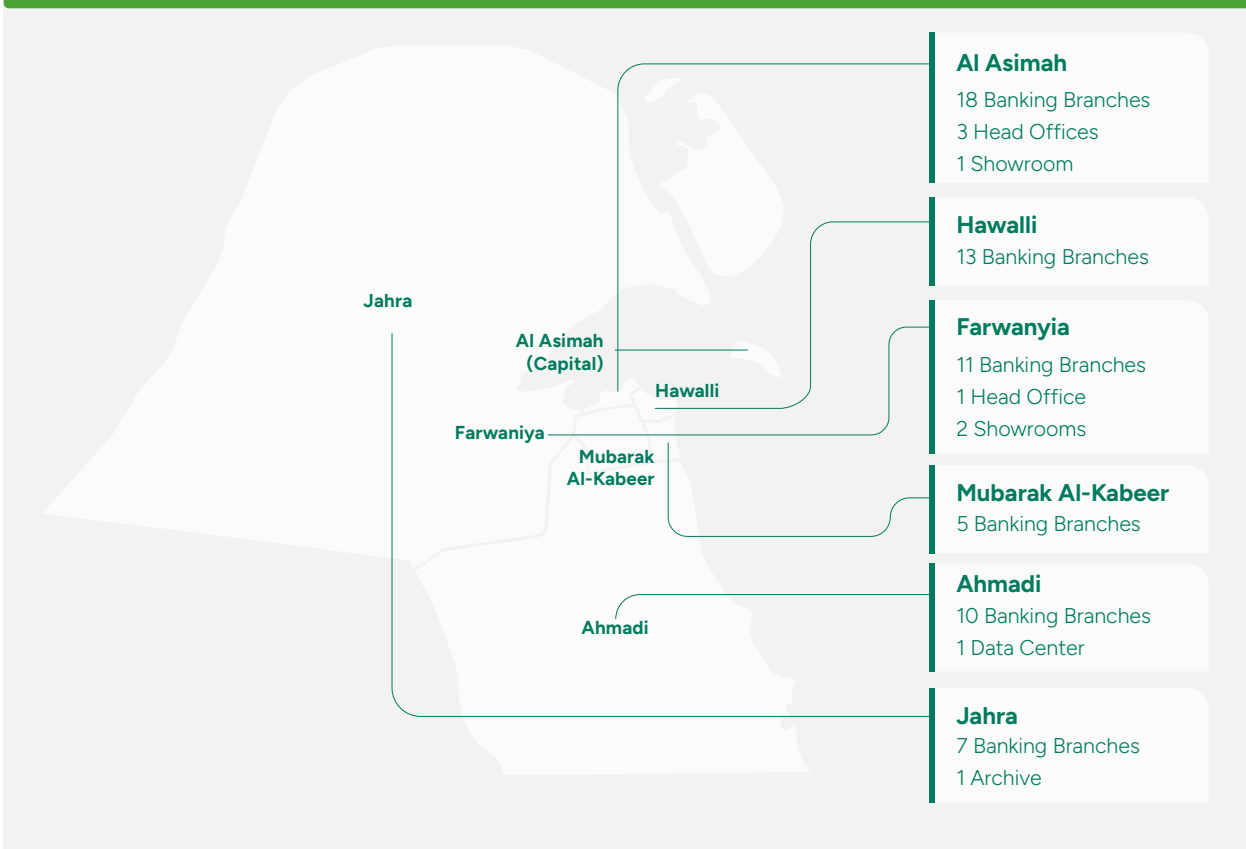 Jahra
Al Asimah
(Capital)
Hawalli
Farwaniya
Mubarak
Al-Kabeer
Ahmadi
Al Asimah
18 Banking Branches
3 Head Offices
1 Showroom
Hawalli
13 Banking Branches
Farwanyia
11 Banking Branches
1 Head Office
2 Showrooms
Mubarak Al-Kabeer
5 Banking Branches
Ahmadi
10 Banking Branches
1 Data Center
Jahra
7 Banking Branches
1 Archive